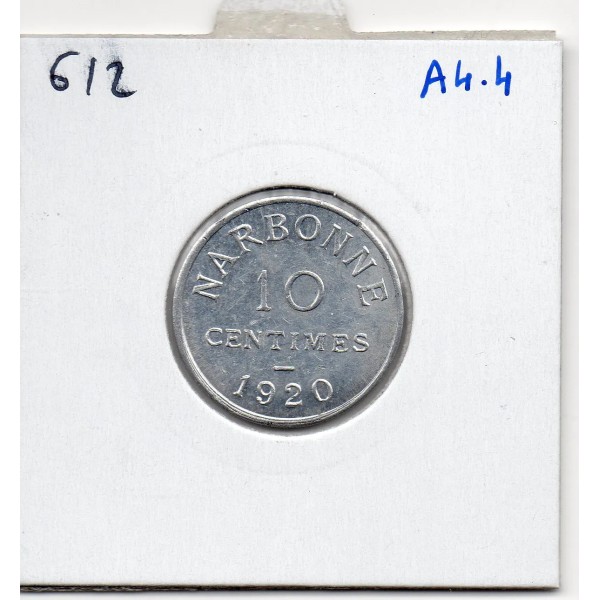 612 A4.4
NARBONNE
10
CENTIMES
1920